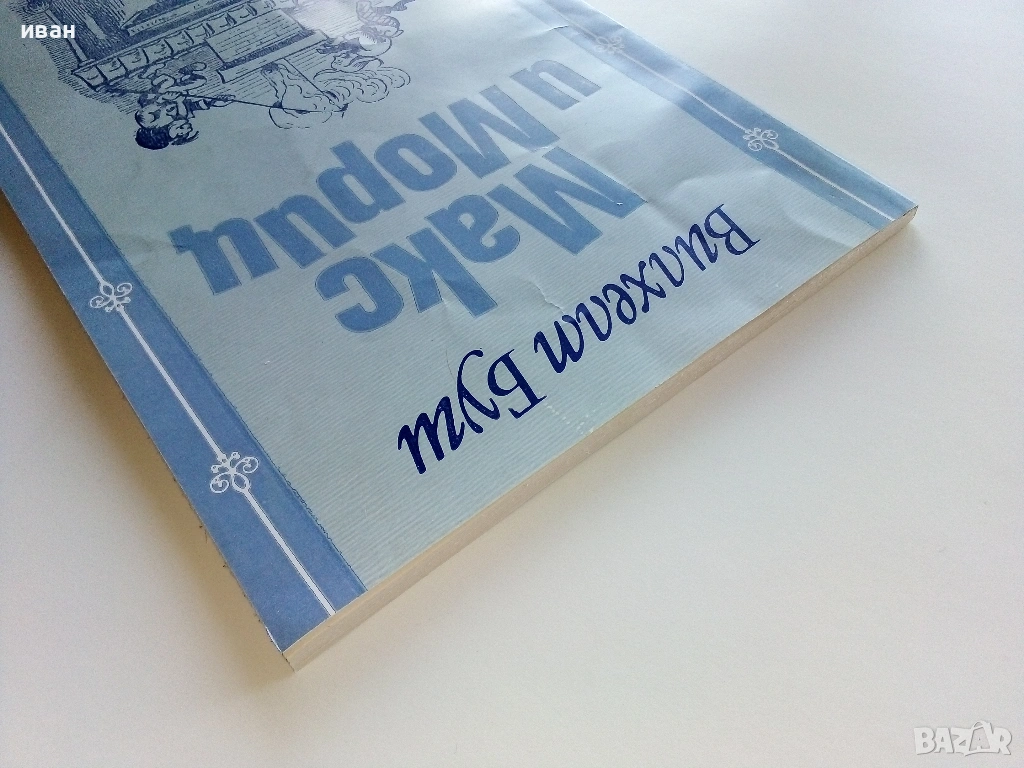 иван
Вилхелм Буш
Макс
и Мориц
BAZAR